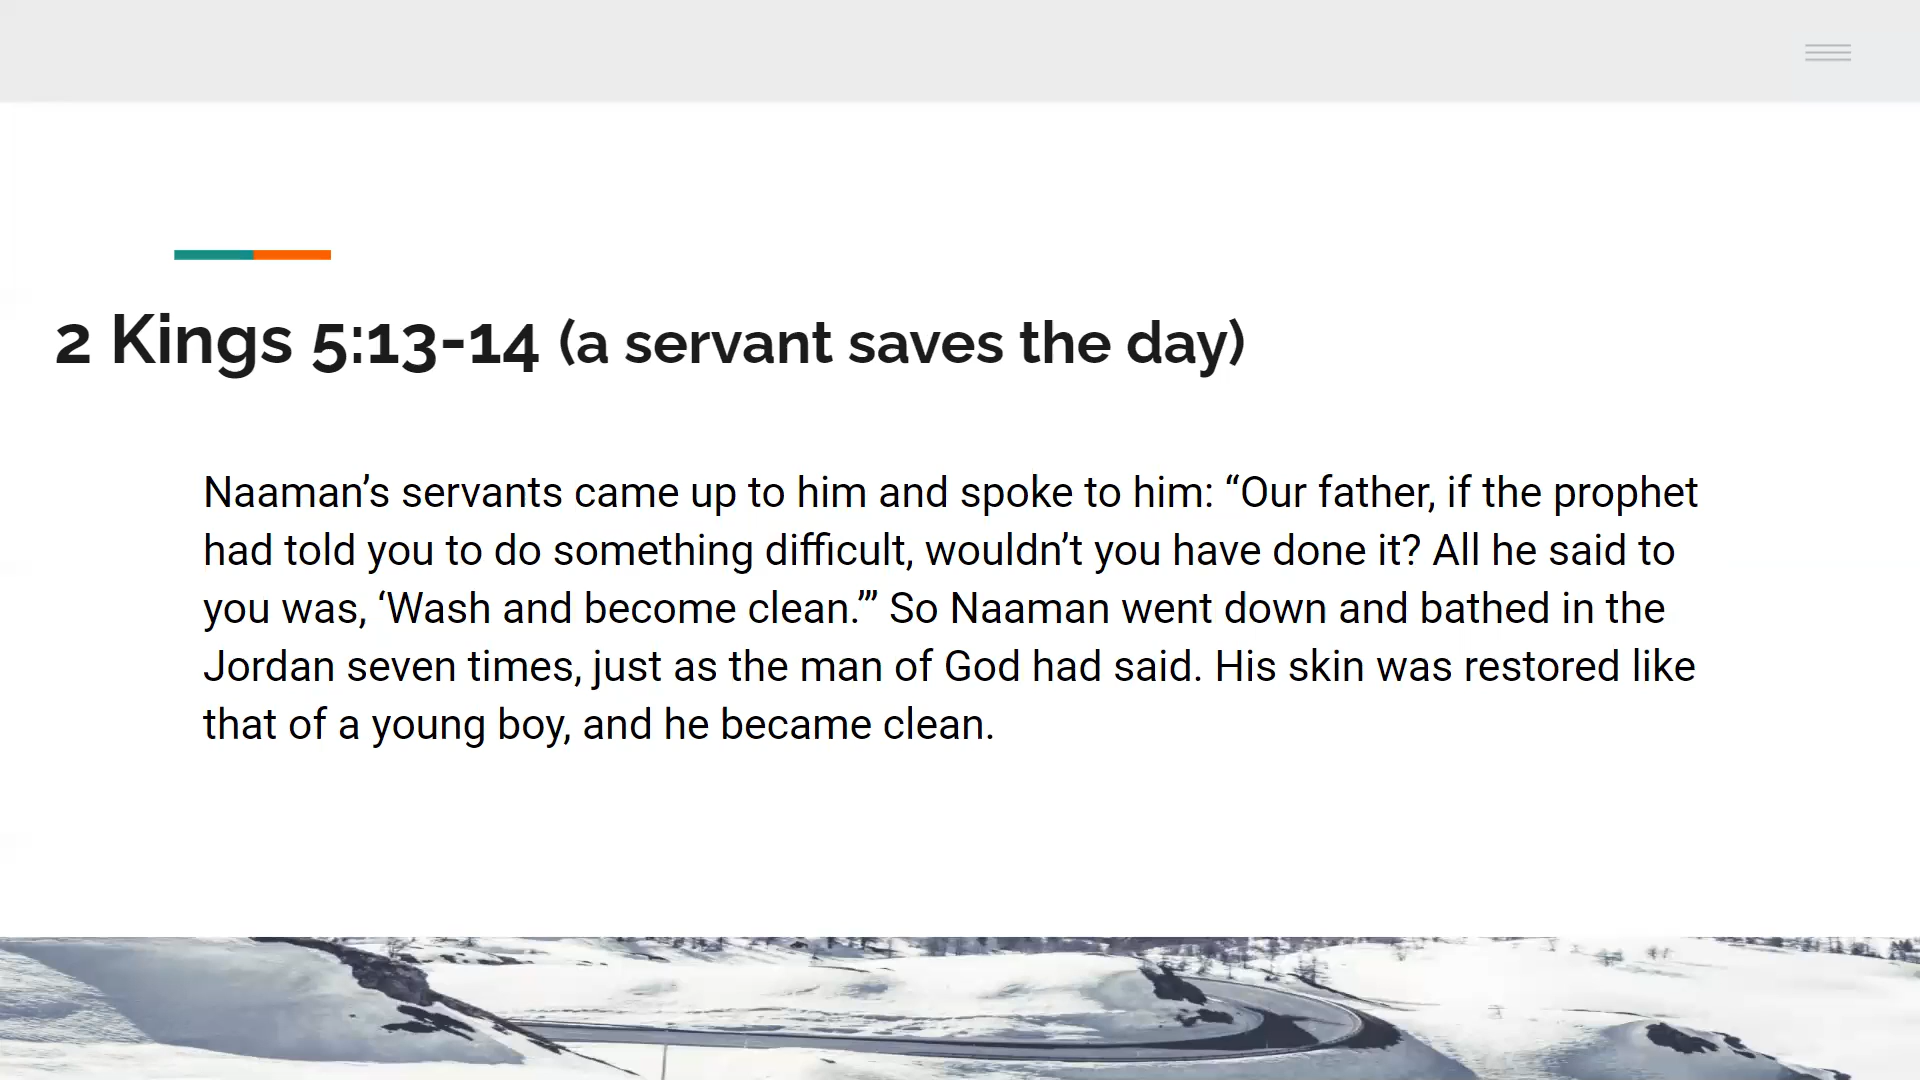 2 Kings 5:13-14 (a servant saves the day)
Naaman’s servants came up to him and spoke to him: “Our father, if the prophet
had told you to do something difficult, wouldn’t you have done it? All he said to
you was, ‘Wash and become clean.’” So Naaman went down and bathed in the
Jordan seven times, just as the man of God had said. His skin was restored like
that of a young boy, and he became clean.